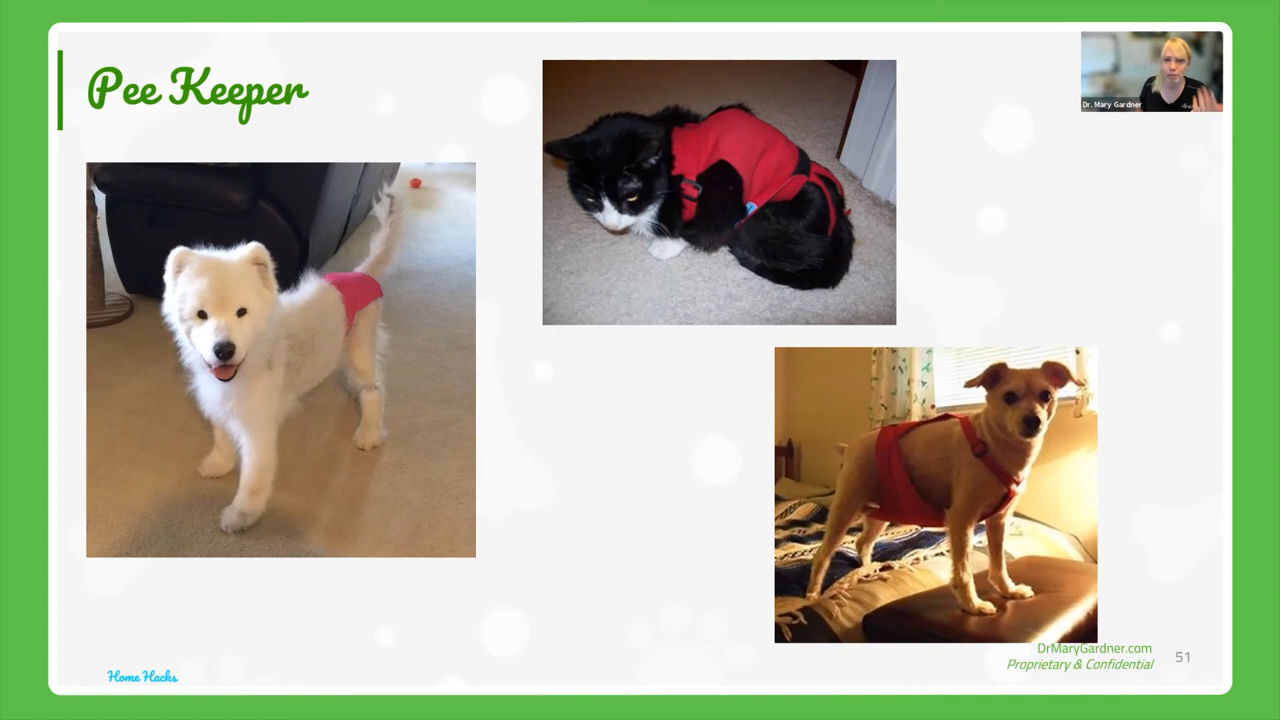 Pee Keeper
Dr. Mary Gardner
DrMaryGardner.com
Proprietary & Confidential
51
Home Hacks